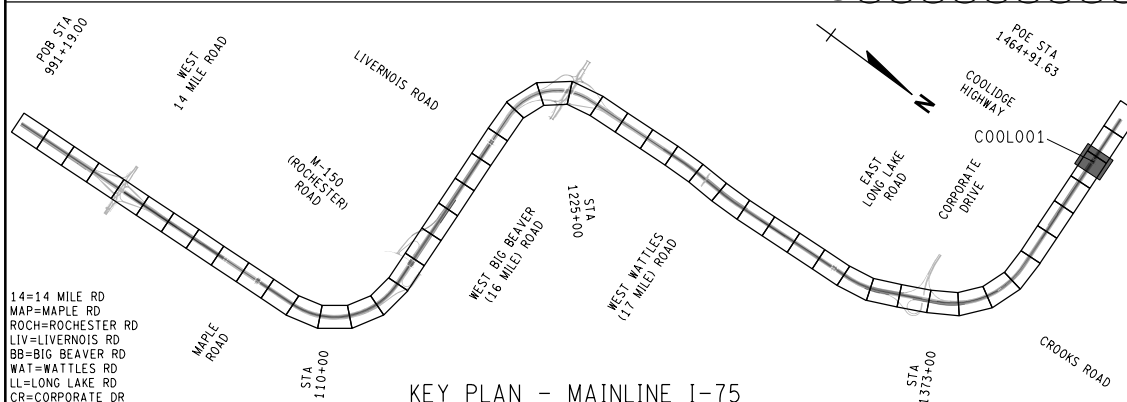 POB STA
991+19.00
WEST
14 MILE ROAD
LIVERNOIS ROAD
POE STA
1464+91.63
COOLIDGE
HIGHWAY
N
COOL001
M-150
(ROCHESTER)
ROAD
EAST
LONG LAKE
ROAD
CORPORATE
DRIVE
STA
1225+00
WEST BIG BEAVER
(16 MILE) ROAD
WEST WATTLES
(17 MILE) ROAD
14=14 MILE RD
MAP=MAPLE RD
ROCH=ROCHESTER RD
LIV=LIVERNOIS RD
BB=BIG BEAVER RD
WAT=WATTLES RD
LL=LONG LAKE RD
CR=CORPORATE DR
MAPLE
ROAD
STA
110+00
STA
1373+00
CROOKS ROAD
KEY PLAN - MAINLINE I-75